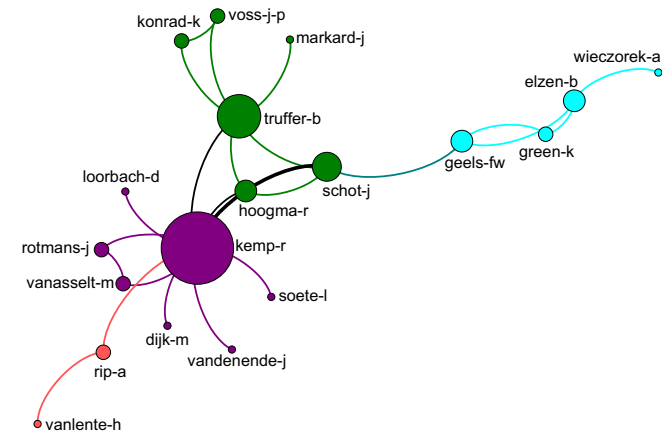 voss-j-p
konrad-k
markard-j
wieczorek-a
elzen-b
truffer-b
green-k
geels-fw
loorbach-d
schot-j
hoogma-r
rotmans-j
kemp-r
vanasselt-m
soete-l
dijk-m
vandenende-j
rip-a
vanlente-h